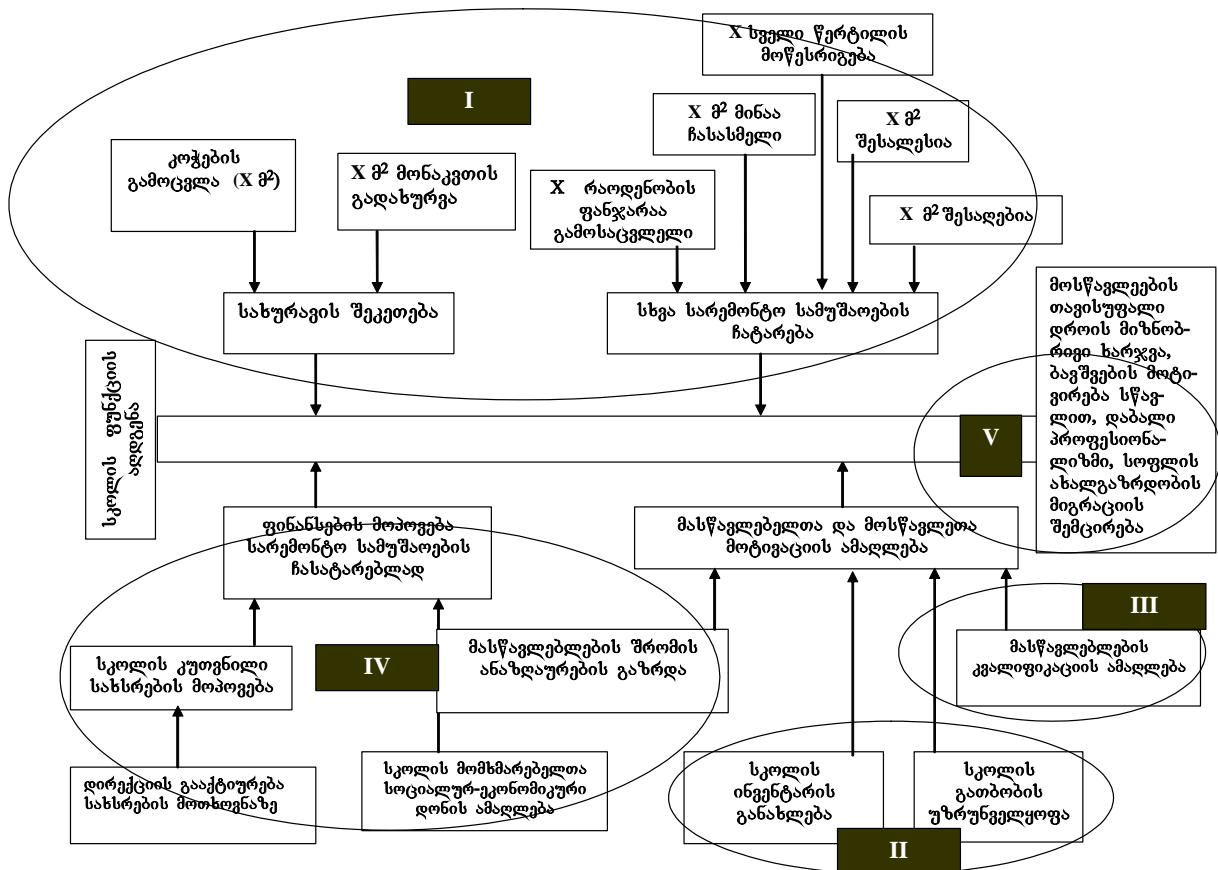 X სველი წერტილის
მოწესრიგება
I
X მ² მინაა
ჩასასმელი
X მ²
შესალესია
კოჭების
გამოცვლა (X მ²)
X მ² მონაკვთის
გადახურვა
X რაოდენობის
ფანჯარაა
გამოსაცვლელი
X მ² შესაღებია
სახურავის შეკეთება
სხვა სარემონტო სამუშაოების
ჩატარება
მოსწავლეების
თავისუფალი
დროის მიზნობ-
რივი ხარჯვა,
ბავშვების მოტი-
ვირება სწავ-
ლით, დაბალი
პროფესიონა-
ლიზმი, სოფლის
ახალგაზრდობის
მიგრაციის
შემცირება
სკოლის ფუნქციის
აღდგენა
V
ფინანსების მოპოვება
სარემონტო სამუშაოების
ჩასატარებლად
მასწავლებელთა და მოსწავლეთა
მოტივაციის ამაღლება
III
სკოლის კუთვნილი
სახსრების მოპოვება
IV
მასწავლებლების შრომის
ანაზღაურების გაზრდა
მასწავლებლების
კვალიფიკაციის ამაღლება
დირექციის გააქტიურება
სახსრების მოთხოვნაზე
სკოლის მომხმარებელთა
სოციალურ-ეკონომიკური
დონის ამაღლება
სკოლის
ინვენტარის
განახლება
სკოლის
გათბობის
უზრუნველყოფა
II